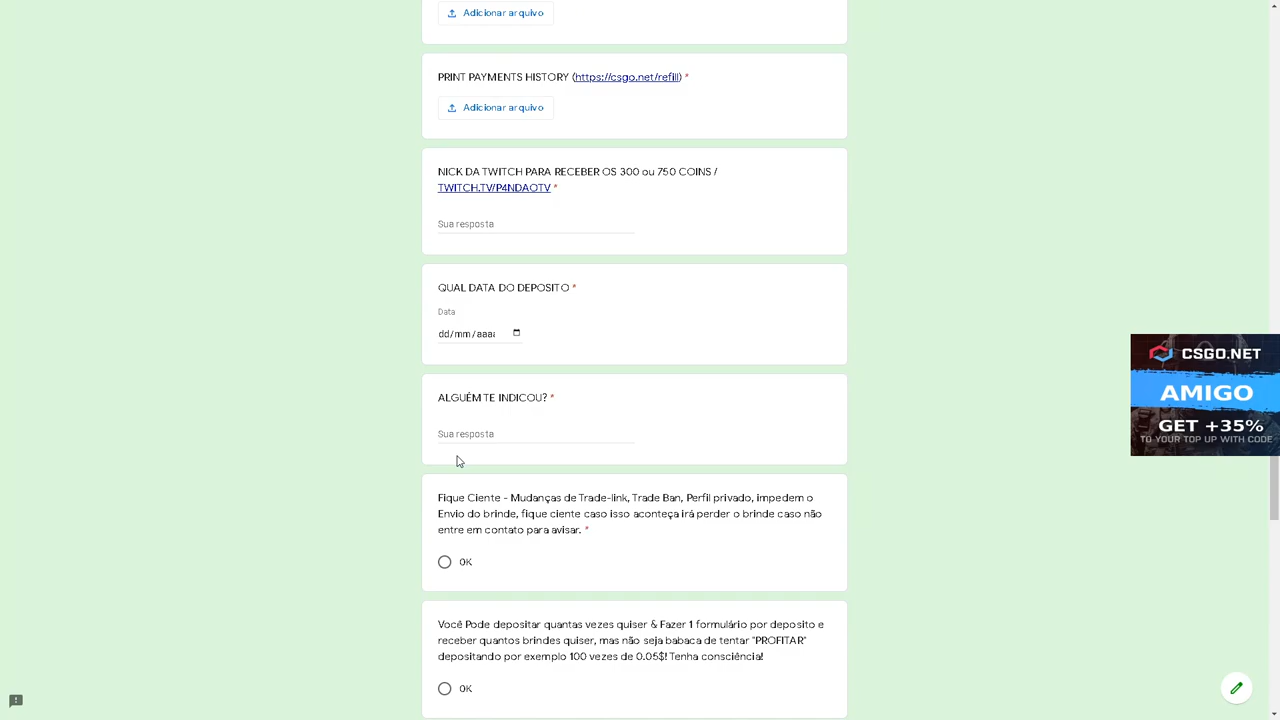 Adicionar arquivo
PRINT PAYMENTS HISTORY (https://csgo.net/refill) *
Adicionar arquivo
NICK DA TWITCH PARA RECEBER OS 300 ou 750 COINS /
TWITCH.TV/P4NDAOTV *
Sua resposta
QUAL DATA DO DEPOSITO *
Data
dd/mm/aaaa
ALGUÉM TE INDICOU? *
Sua resposta
Fique Ciente - Mudanças de Trade-link, Trade Ban, Perfil privado, impedem o
Envio do brinde, fique ciente caso isso aconteça irá perder o brinde caso não
entre em contato para avisar. *
OK
Você Pode depositar quantas vezes quiser & Fazer 1 formulário por deposito e
receber quantos brindes quiser, mas não seja babaca de tentar "PROFITAR"
depositando por exemplo 100 vezes de 0.05$! Tenha consciência!
OK
CSGO.NET
AMIGO
GET +35%
TO YOUR TOP UP WITH CODE